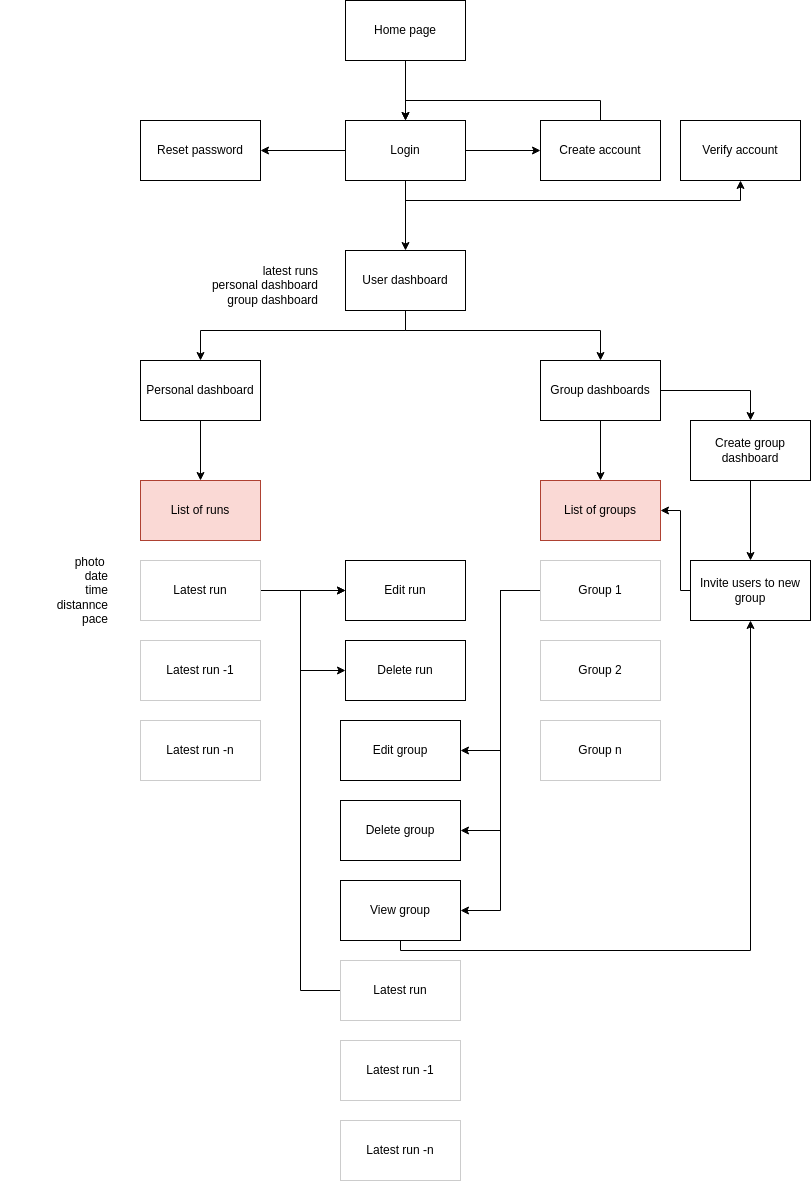 Home page
Reset password
Login
Create account
Verify account
latest runs
personal dashboard
group dashboard
User dashboard
Personal dashboard
Group dashboards
Create group
dashboard
List of runs
List of groups
photo
date
time
distannce
pace
Latest run
Edit run
Group 1
Invite users to new
group
Latest run -1
Delete run
Group 2
Latest run -n
Edit group
Group n
Delete group
View group
Latest run
Latest run -1
Latest run -n